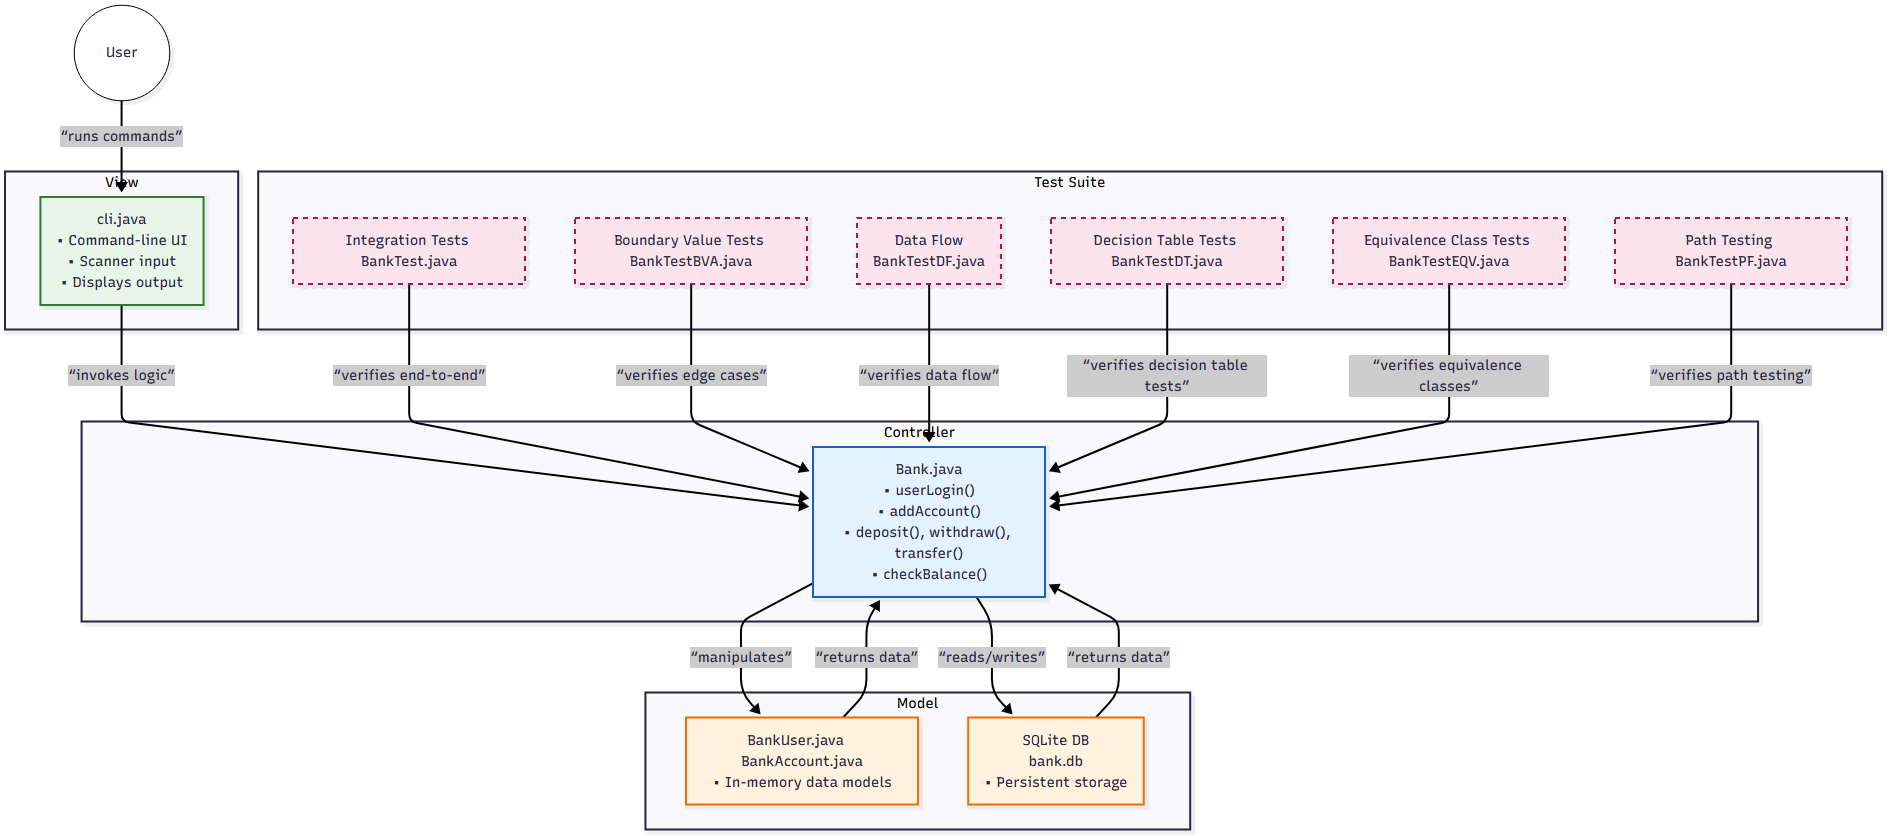 User
“runs commands”
View
cli.java
▪ Command-line UI
▪ Scanner input
▪ Displays output
Test Suite
Integration Tests
BankTest.java
Boundary Value Tests
BankTestBVA.java
Data Flow
BankTestDF.java
Decision Table Tests
BankTestDT.java
Equivalence Class Tests
BankTestEQV.java
Path Testing
BankTestPF.java
“invokes logic”
“verifies end-to-end”
“verifies edge cases”
“verifies data flow”
“verifies decision table
tests”
“verifies equivalence
classes”
“verifies path testing”
Controller
Bank.java
▪ userLogin()
▪ addAccount()
▪ deposit(), withdraw(),
transfer()
▪ checkBalance()
“manipulates”
“returns data”
“reads/writes”
“returns data”
Model
BankUser.java
BankAccount.java
▪ In-memory data models
SQLite DB
bank.db
▪ Persistent storage